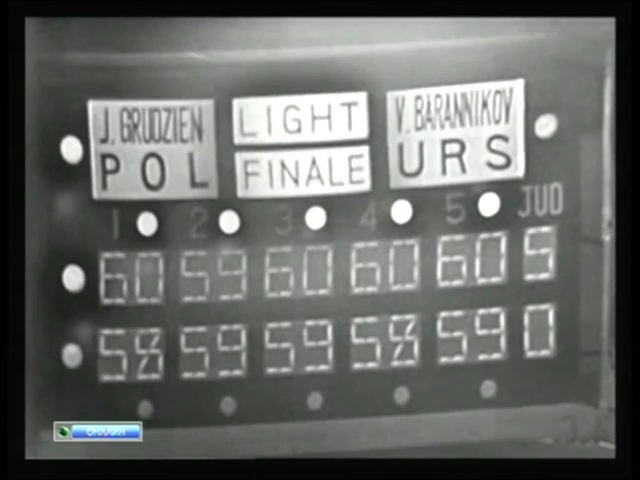 J. GRUDZIEN
POL
LIGHT
FINALE
V. BARANNIKOV
URS
1 2 3 4 5 JUD
60 59 60 60 60 5
58 59 59 58 59 0